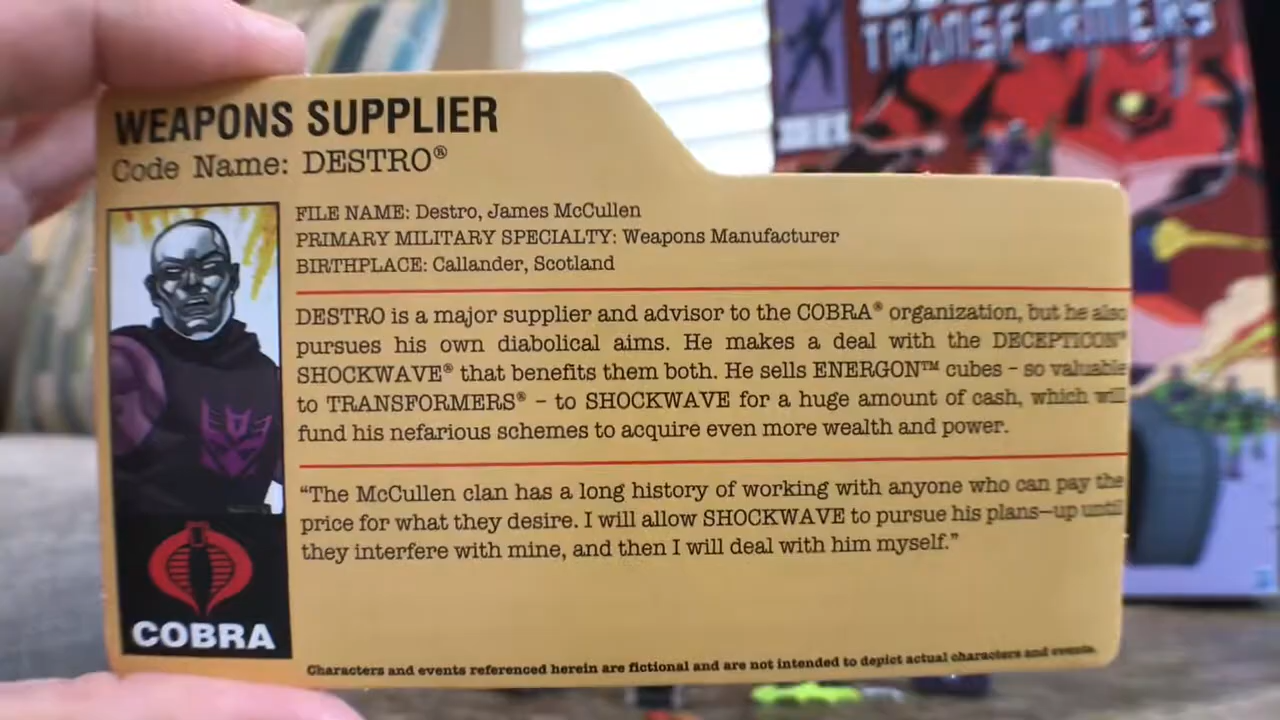 TRANSFORMERS
WEAPONS SUPPLIER
Code Name: DESTRO®
FILE NAME: Destro, James McCullen
PRIMARY MILITARY SPECIALTY: Weapons Manufacturer
BIRTHPLACE: Callander, Scotland
DESTRO is a major supplier and advisor to the COBRA® organization, but he also
pursues his own diabolical aims. He makes a deal with the DECEPTICON®
SHOCKWAVE® that benefits them both. He sells ENERGON™ cubes – so valuable
to TRANSFORMERS® – to SHOCKWAVE for a huge amount of cash, which will
fund his nefarious schemes to acquire even more wealth and power.
“The McCullen clan has a long history of working with anyone who can pay the
price for what they desire. I will allow SHOCKWAVE to pursue his plans—up until
they interfere with mine, and then I will deal with him myself.”
COBRA
Characters and events referenced herein are fictional and are not intended to depict actual characters and events.